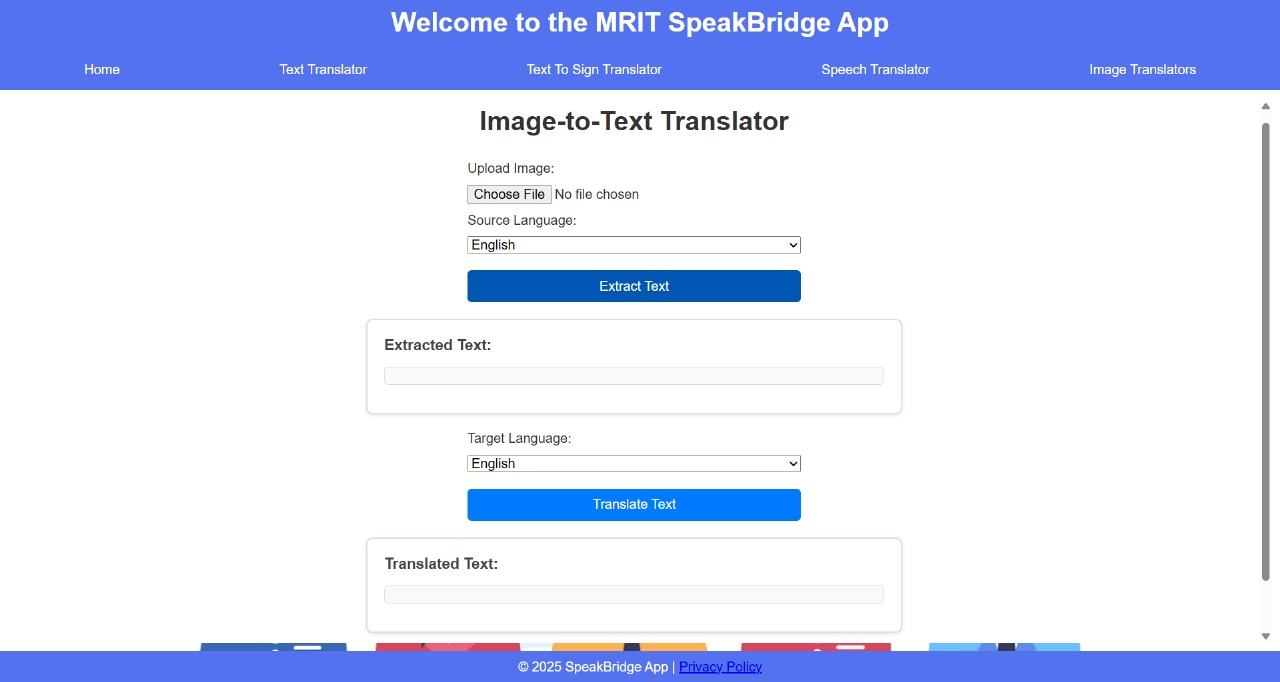 Welcome to the MRIT SpeakBridge App
Home Text Translator Text To Sign Translator Speech Translator Image Translators
Image-to-Text Translator
Upload Image:
Choose File No file chosen
Source Language:
English
Extract Text
Extracted Text:
Target Language:
English
Translate Text
Translated Text:
© 2025 SpeakBridge App | Privacy Policy